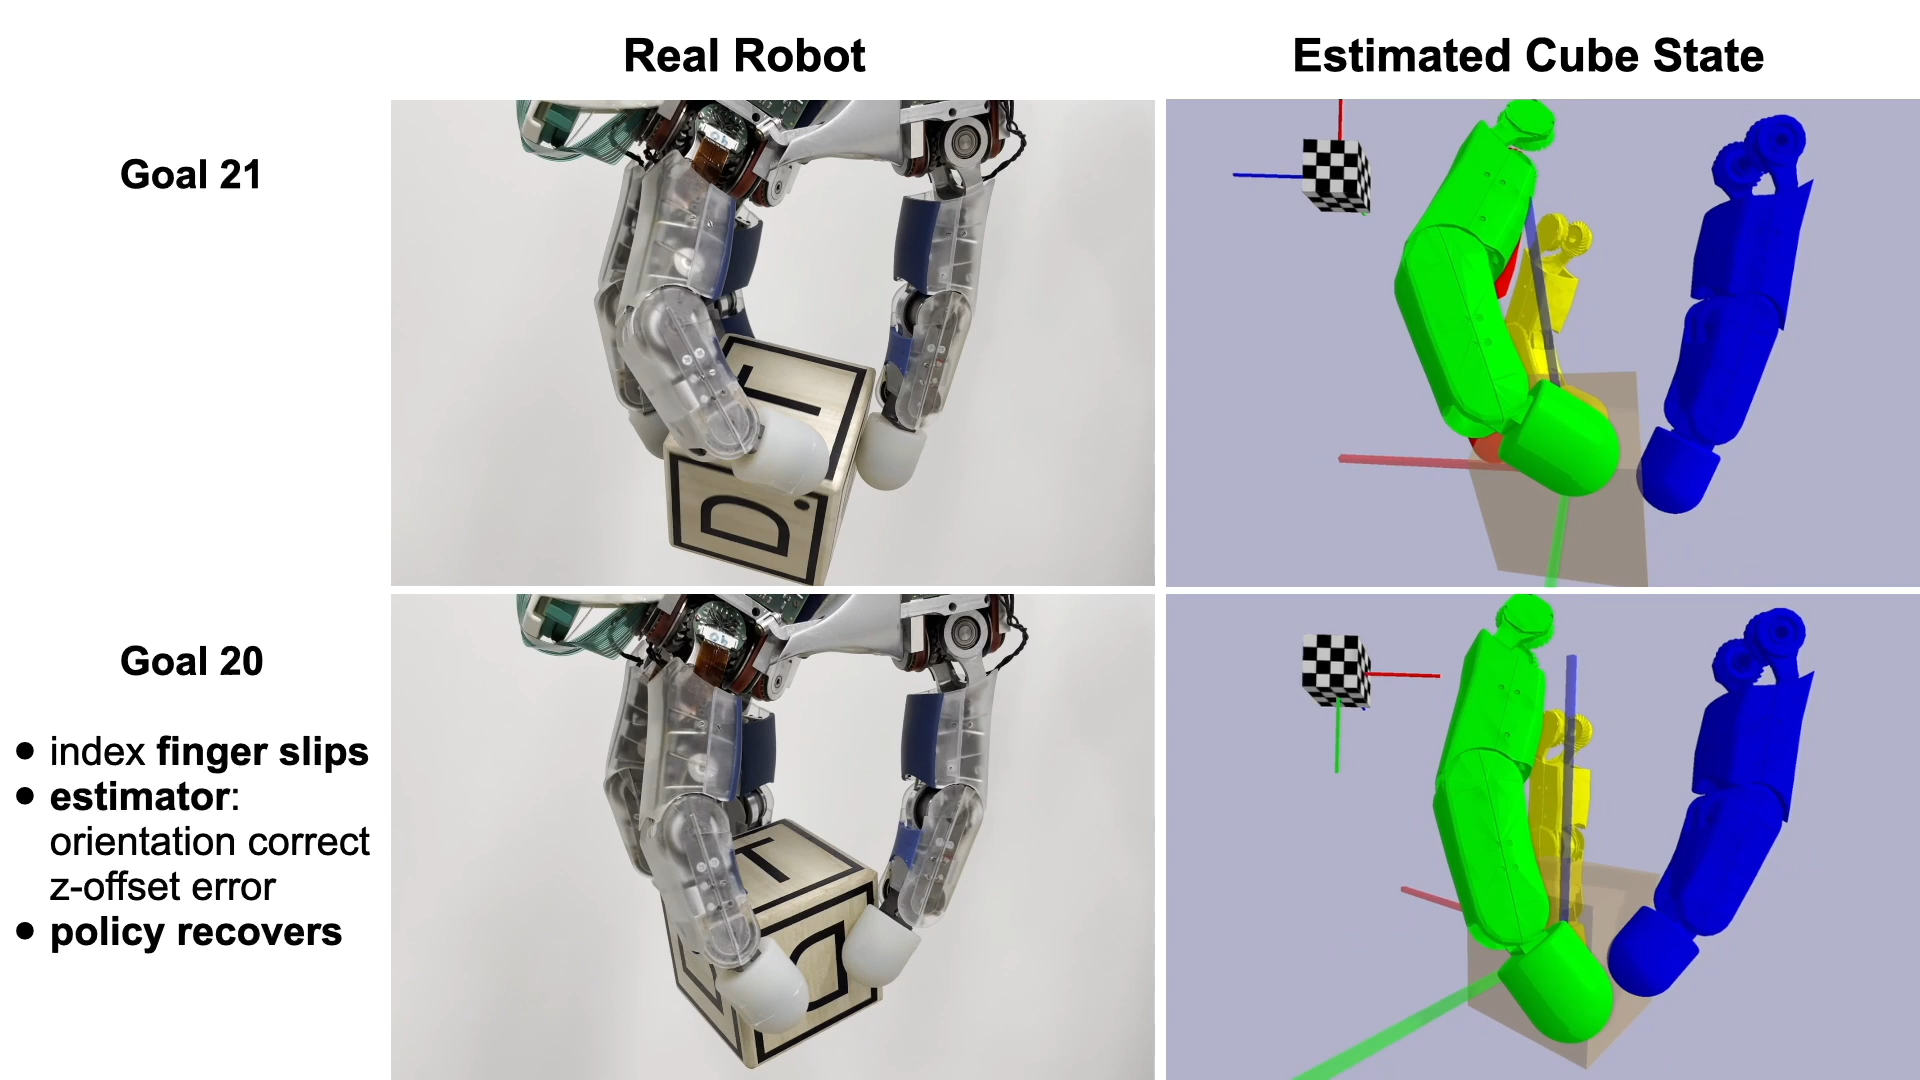 Real Robot
Estimated Cube State
Goal 21
T
D
Goal 20
• index finger slips
• estimator:
orientation correct
z-offset error
• policy recovers
T
D